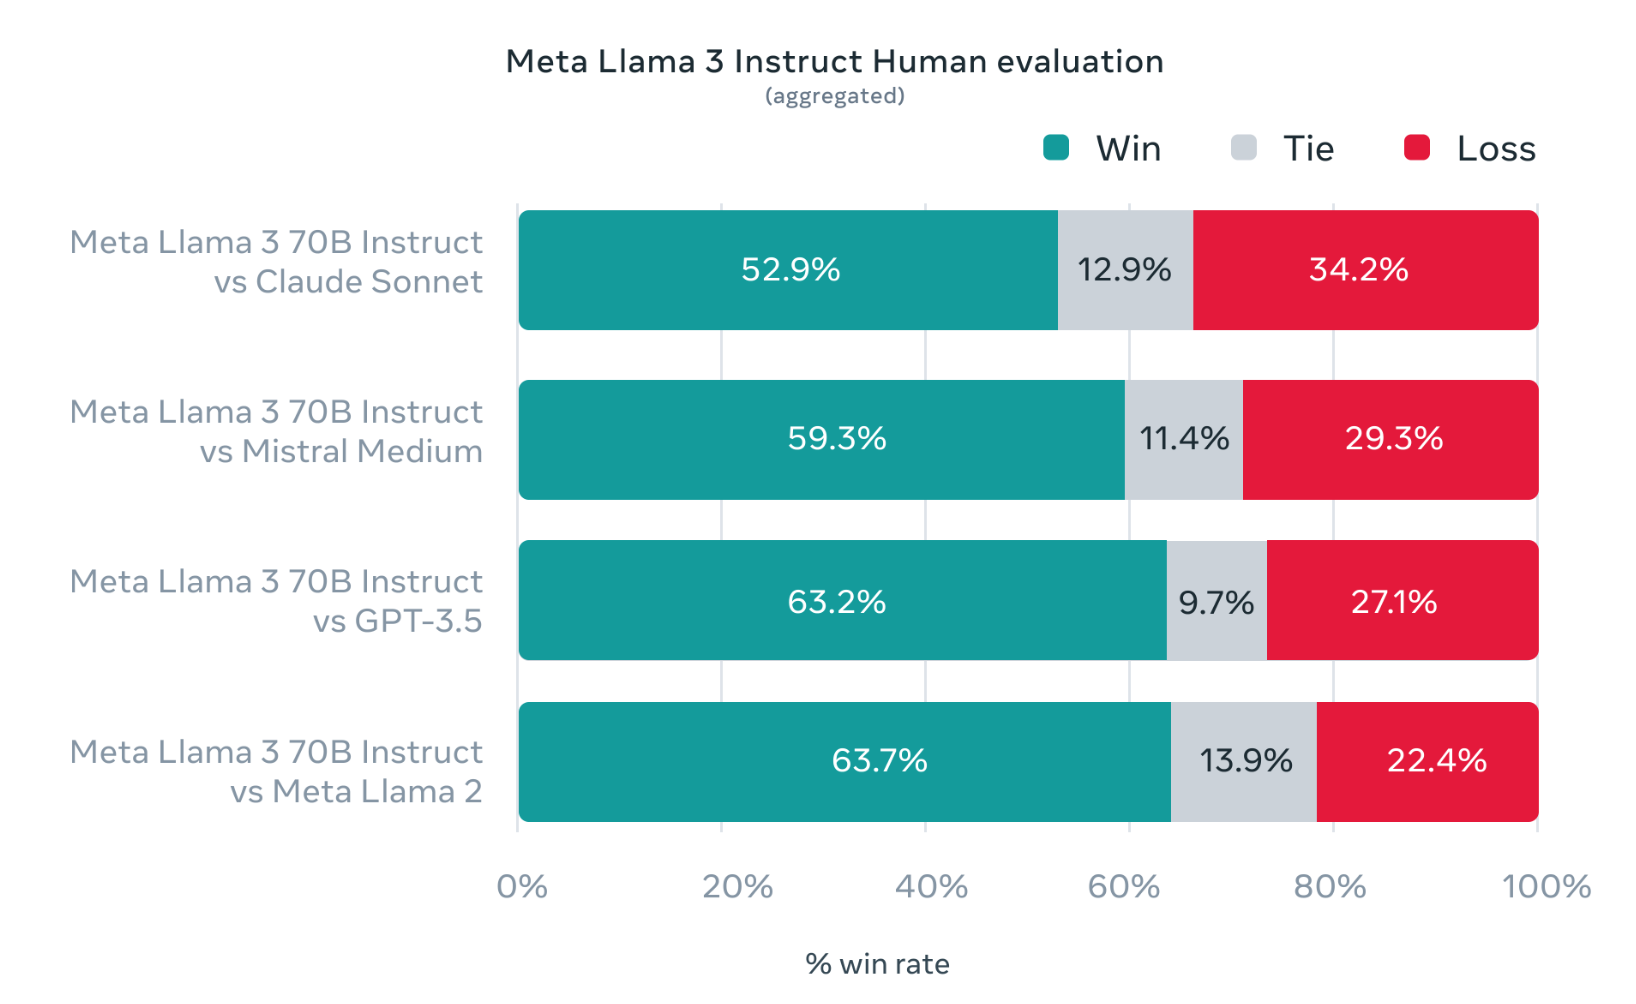 Meta Llama 3 Instruct Human evaluation
(aggregated)
Win Tie Loss
Meta Llama 3 70B Instruct
vs Claude Sonnet
52.9% 12.9% 34.2%
Meta Llama 3 70B Instruct
vs Mistral Medium
59.3% 11.4% 29.3%
Meta Llama 3 70B Instruct
vs GPT-3.5
63.2% 9.7% 27.1%
Meta Llama 3 70B Instruct
vs Meta Llama 2
63.7% 13.9% 22.4%
0% 20% 40% 60% 80% 100%
% win rate